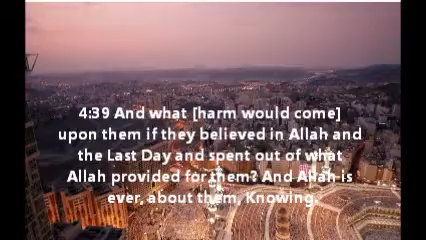 4:39 And what [harm would come]
upon them if they believed in Allah and
the Last Day and spent out of what
Allah provided for them? And Allah is
ever, about them, Knowing.